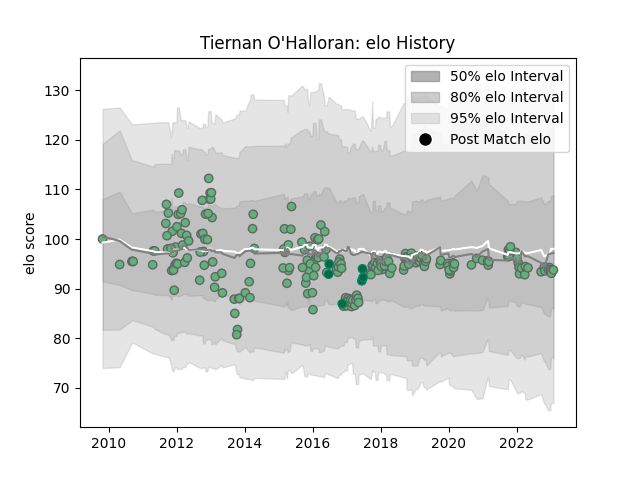 Tiernan O'Halloran: elo History
50% elo Interval
80% elo Interval
95% elo Interval
Post Match elo
elo score
130
120
110
100
90
80
70
2010
2012
2014
2016
2018
2020
2022